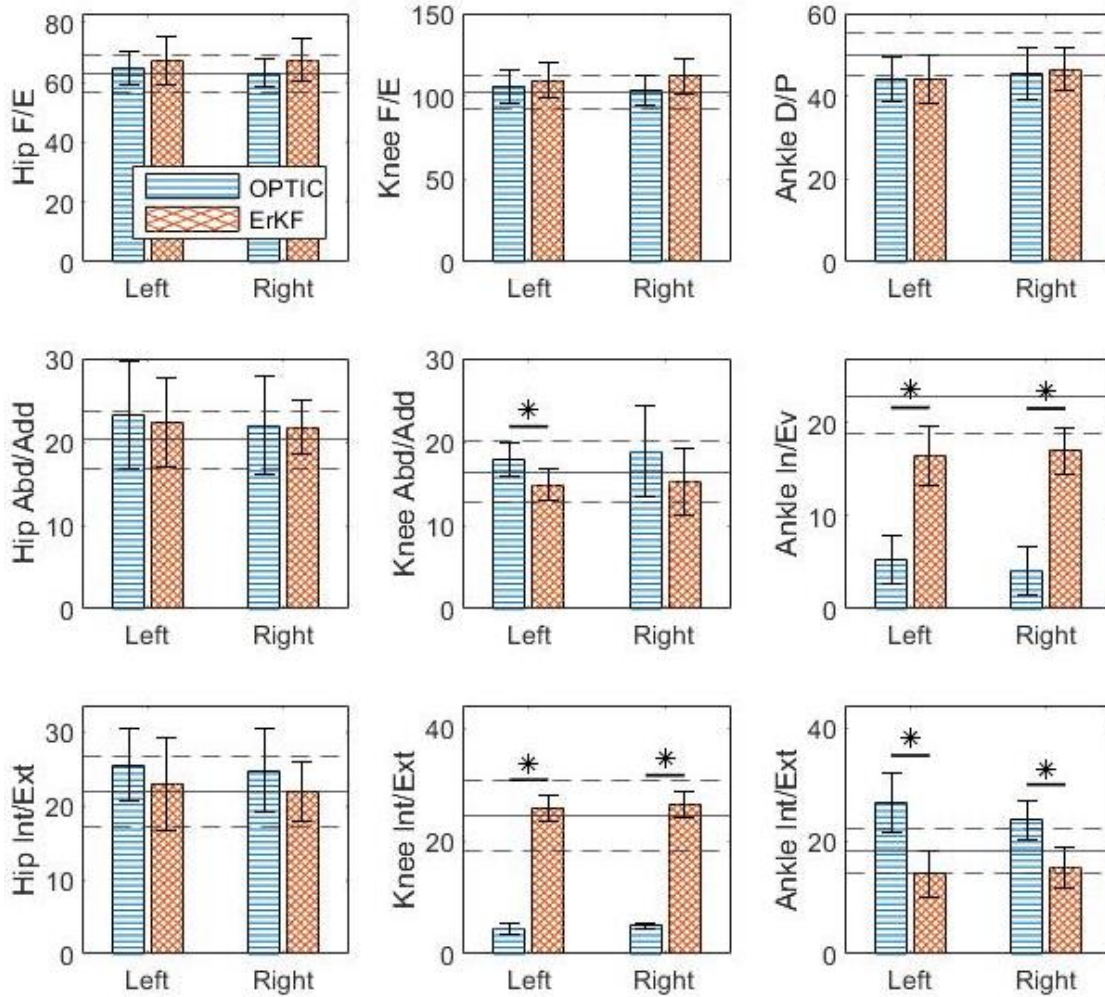 Hip F/E
80
60
40
20
0
OPTIC
ErKF
Left
Right
Knee F/E
150
100
50
0
Left
Right
Ankle D/P
60
40
20
0
Left
Right
Hip Abd/Add
30
20
10
0
Left
Right
Knee Abd/Add
30
20
10
0
*
Left
Right
Ankle In/Ev
20
10
0
*
*
Left
Right
Hip Int/Ext
30
20
10
0
Left
Right
Knee Int/Ext
40
20
0
*
*
Left
Right
Ankle Int/Ext
40
20
0
*
*
Left
Right